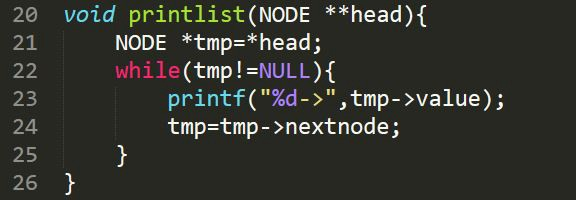 20 void printlist(NODE **head){
21     NODE *tmp=*head;
22     while(tmp!=NULL){
23         printf("%d->",tmp->value);
24         tmp=tmp->nextnode;
25     }
26 }